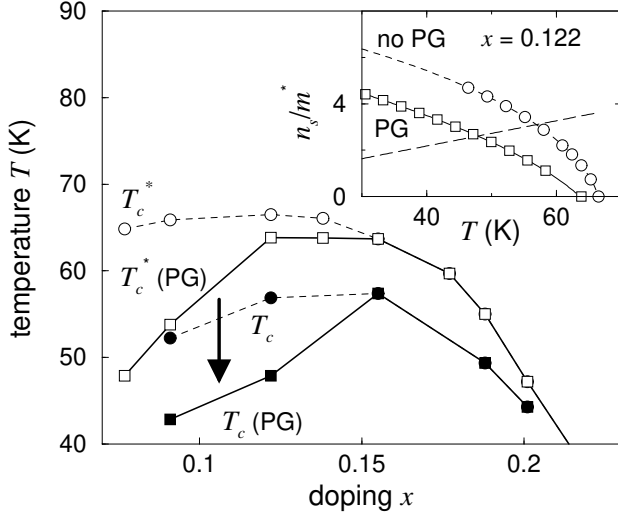 90
80
70
60
50
40
temperature T (K)
0.1
0.15
0.2
doping x
T_c^*
T_c^* (PG)
T_c
T_c (PG)
no PG
x = 0.122
PG
n_s/m^*
4
0
40
60
T (K)